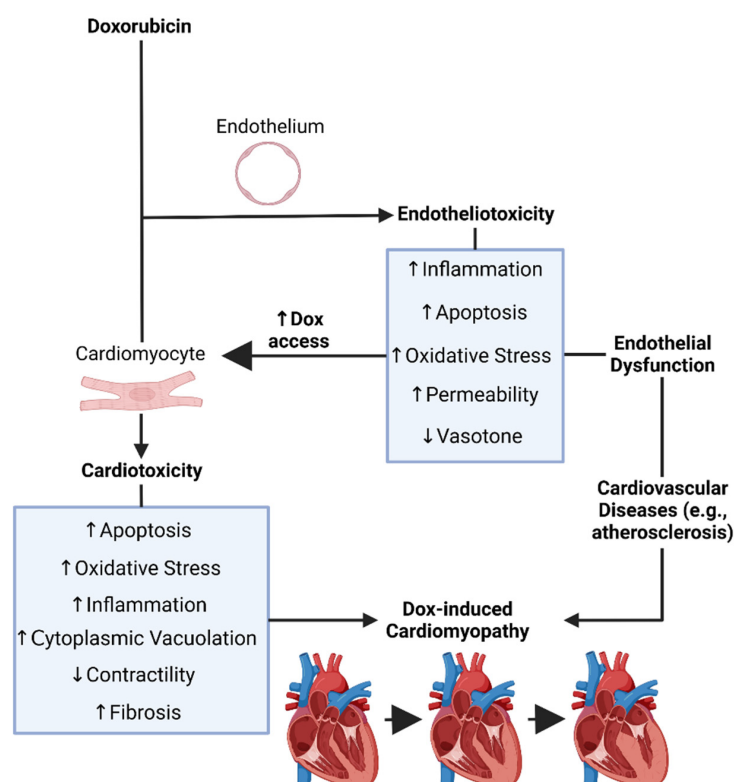 Doxorubicin
Endothelium
Endotheliotoxicity
↑Inflammation
↑Apoptosis
↑Oxidative Stress
↑Permeability
↓Vasotone
↑Dox
access
Endothelial
Dysfunction
Cardiomyocyte
Cardiotoxicity
↑Apoptosis
↑Oxidative Stress
↑Inflammation
↑Cytoplasmic Vacuolation
↓Contractility
↑Fibrosis
Cardiovascular
Diseases (e.g.,
atherosclerosis)
Dox-induced
Cardiomyopathy